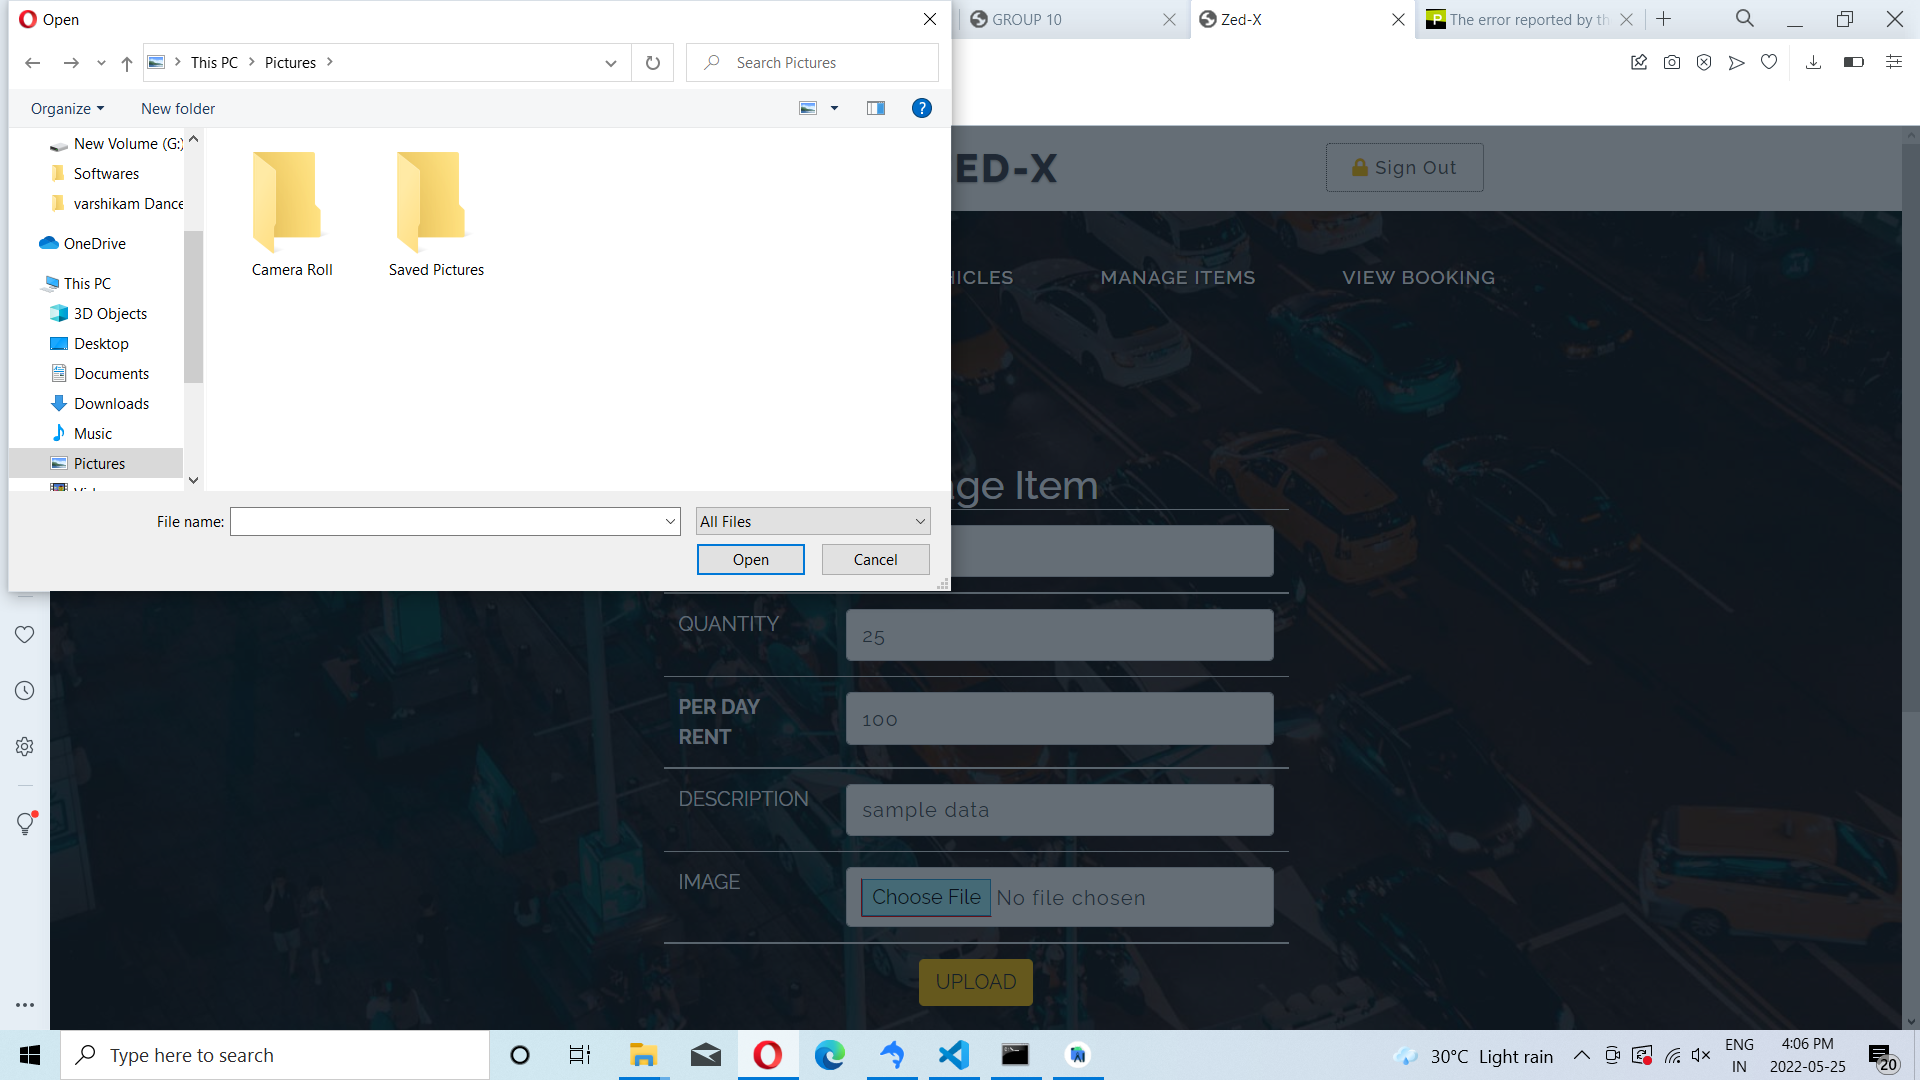 Open
GROUP 10
Zed-X
The error reported by th
This PC
Pictures
Search Pictures
Organize
New folder
New Volume (G:)
Softwares
varshikam Dance
OneDrive
This PC
3D Objects
Desktop
Documents
Downloads
Music
Pictures
Camera Roll
Saved Pictures
File name:
All Files
Open
Cancel
ED-X
Sign Out
HICLES
MANAGE ITEMS
VIEW BOOKING
ge Item
QUANTITY
25
PER DAY
RENT
100
DESCRIPTION
sample data
IMAGE
Choose File No file chosen
UPLOAD
Type here to search
30°C Light rain
ENG
IN
4:06 PM
2022-05-25
20